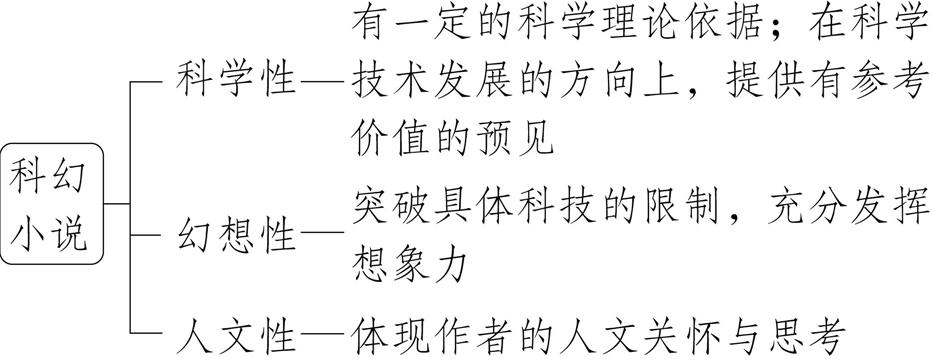 科幻
小说
科学性
有一定的科学理论依据；在科学
技术发展的方向上，提供有参考
价值的预见
幻想性
突破具体科技的限制，充分发挥
想象力
人文性
体现作者的人文关怀与思考